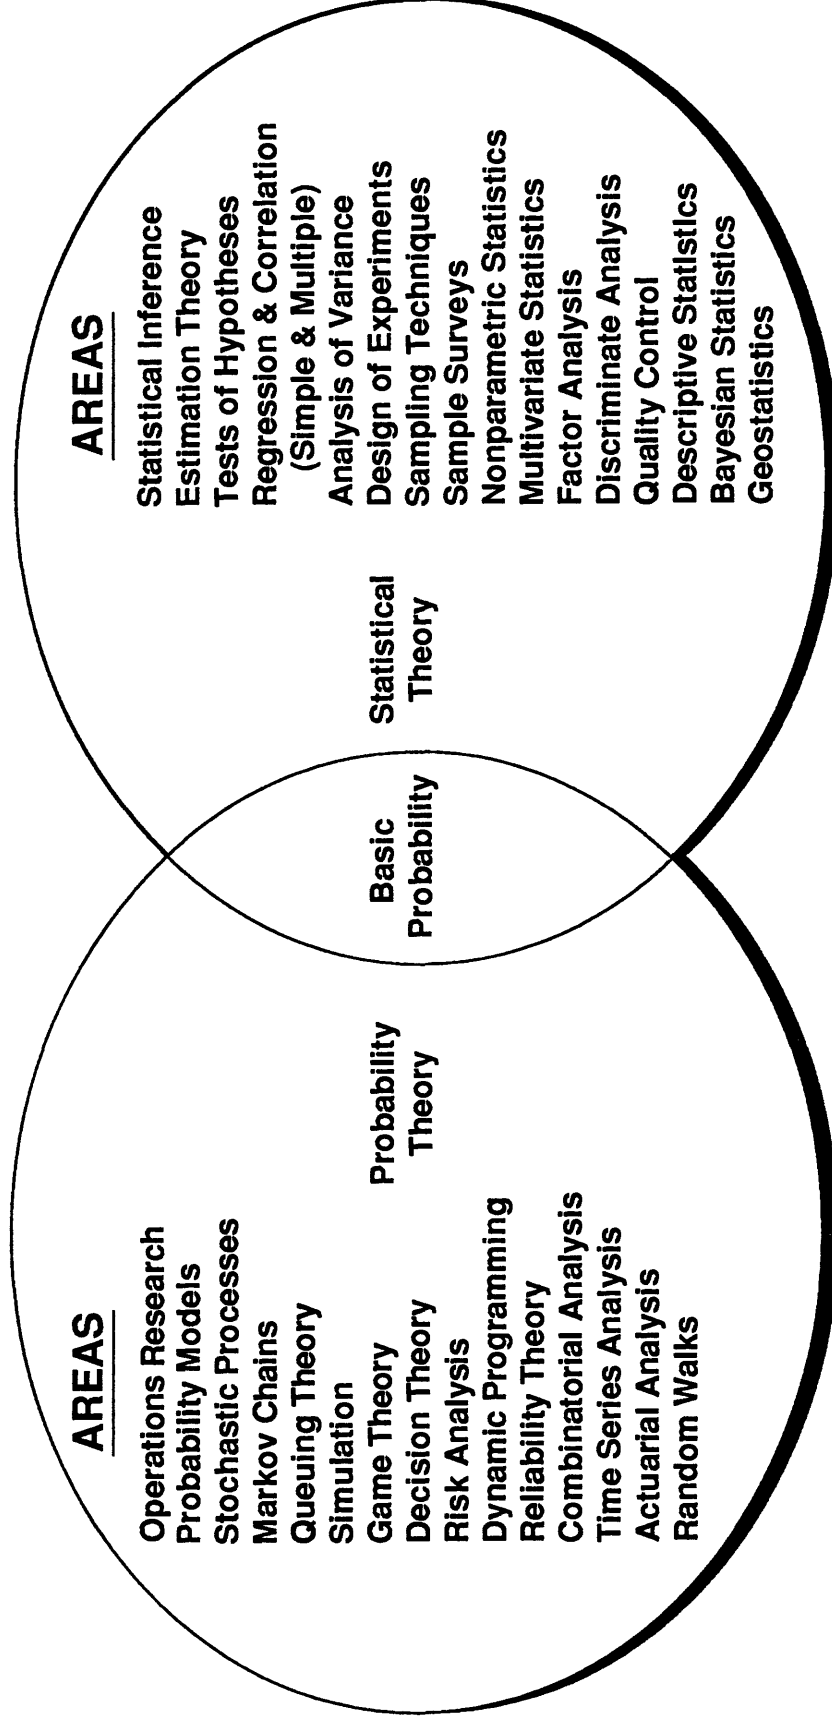 AREAS
Operations Research
Probability Models
Stochastic Processes
Markov Chains
Queuing Theory
Simulation
Game Theory
Decision Theory
Risk Analysis
Dynamic Programming
Reliability Theory
Combinatorial Analysis
Time Series Analysis
Actuarial Analysis
Random Walks
Probability
Theory
Basic
Probability
Statistical
Theory
AREAS
Statistical Inference
Estimation Theory
Tests of Hypotheses
Regression & Correlation
(Simple & Multiple)
Analysis of Variance
Design of Experiments
Sampling Techniques
Sample Surveys
Nonparametric Statistics
Multivariate Statistics
Factor Analysis
Discriminate Analysis
Quality Control
Descriptive Statistics
Bayesian Statistics
Geostatistics